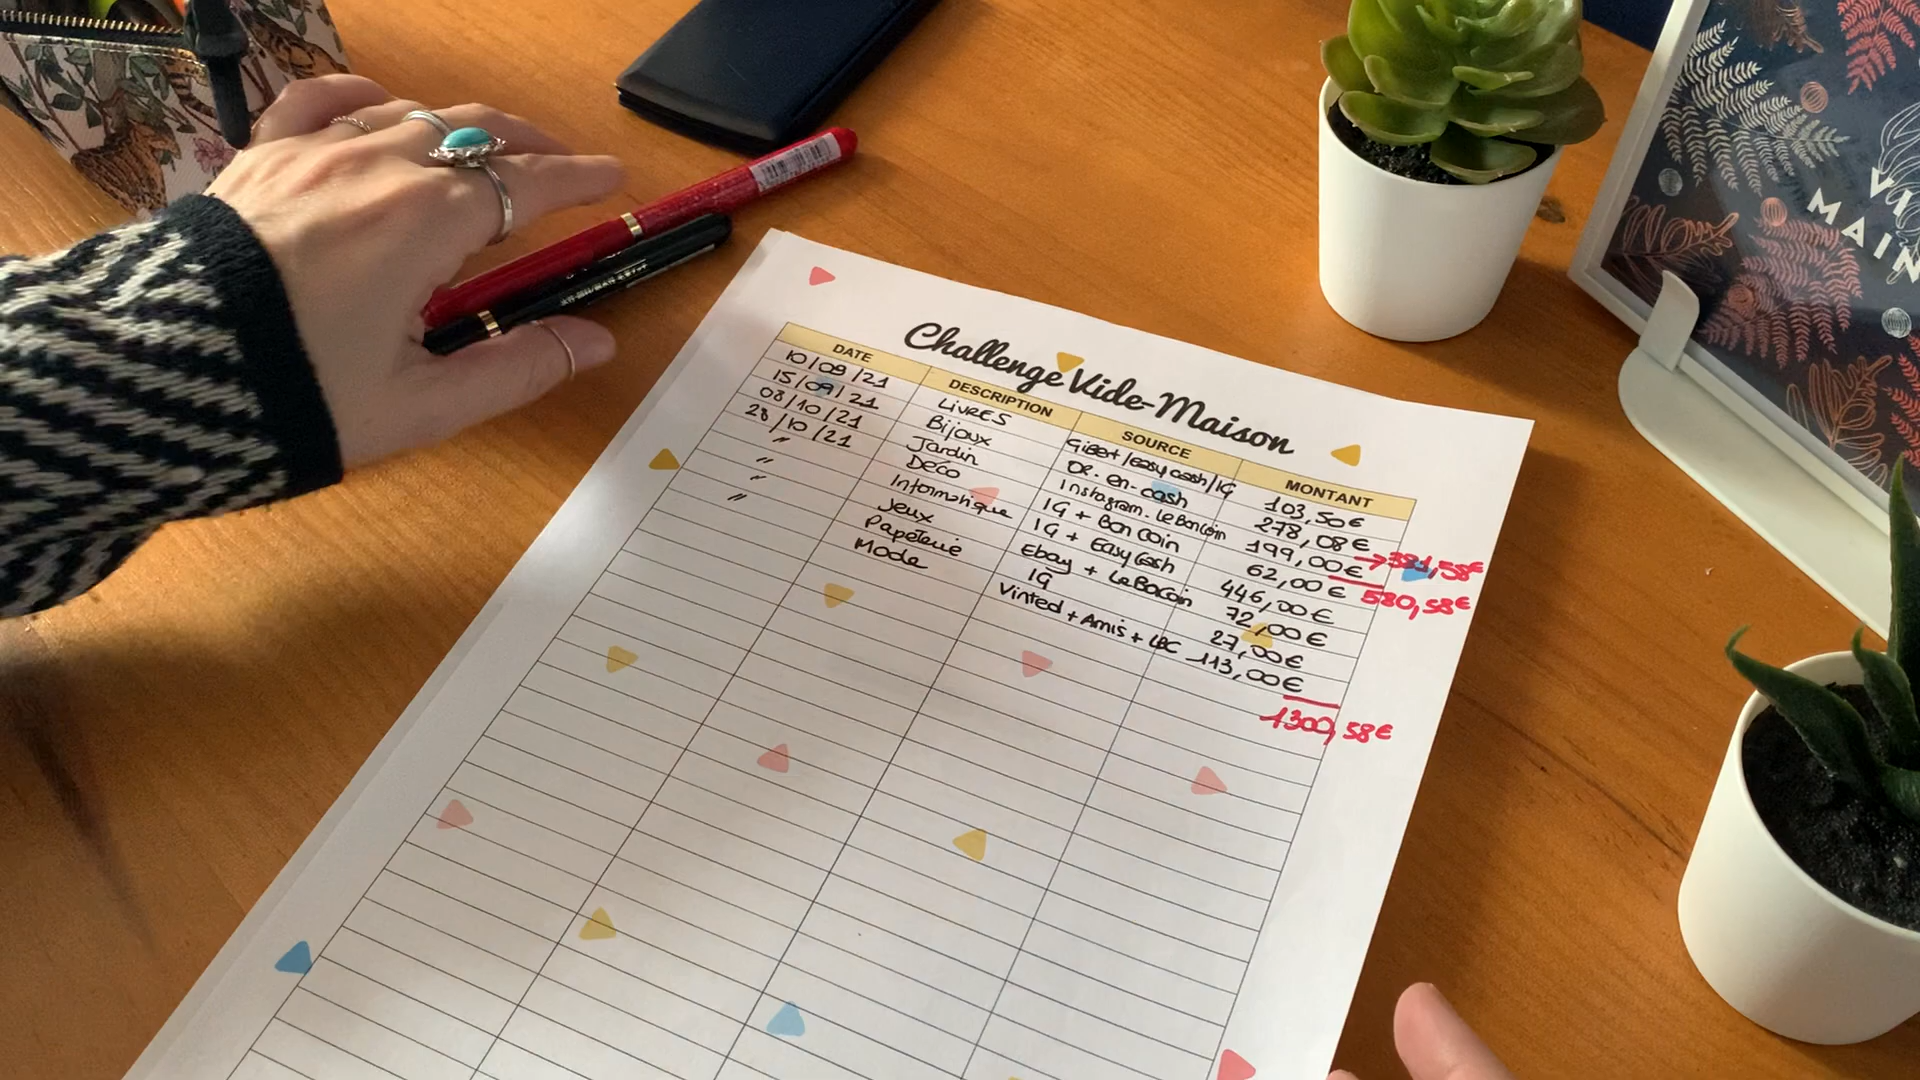 Challenge Vide-Maison
DATE DESCRIPTION SOURCE MONTANT
10/09/21 LIVRES Gibert/Easy cash/IG 103,50€
15/09/21 Bijoux Or. en-cash 278,08€ →381,58€
08/10/21 Jardin Instagram. LeBonCoin 199,00€ 580,58€
28/10/21 Déco IG + Bon Coin 62,00€
" Informatique IG + Easy Cash 446,00€
" Jeux Ebay + LeBoncoin 72,00€
" Papeterie IG 27,00€
" Mode Vinted + Amis + LBC 113,00€
1300,58€
MAIN